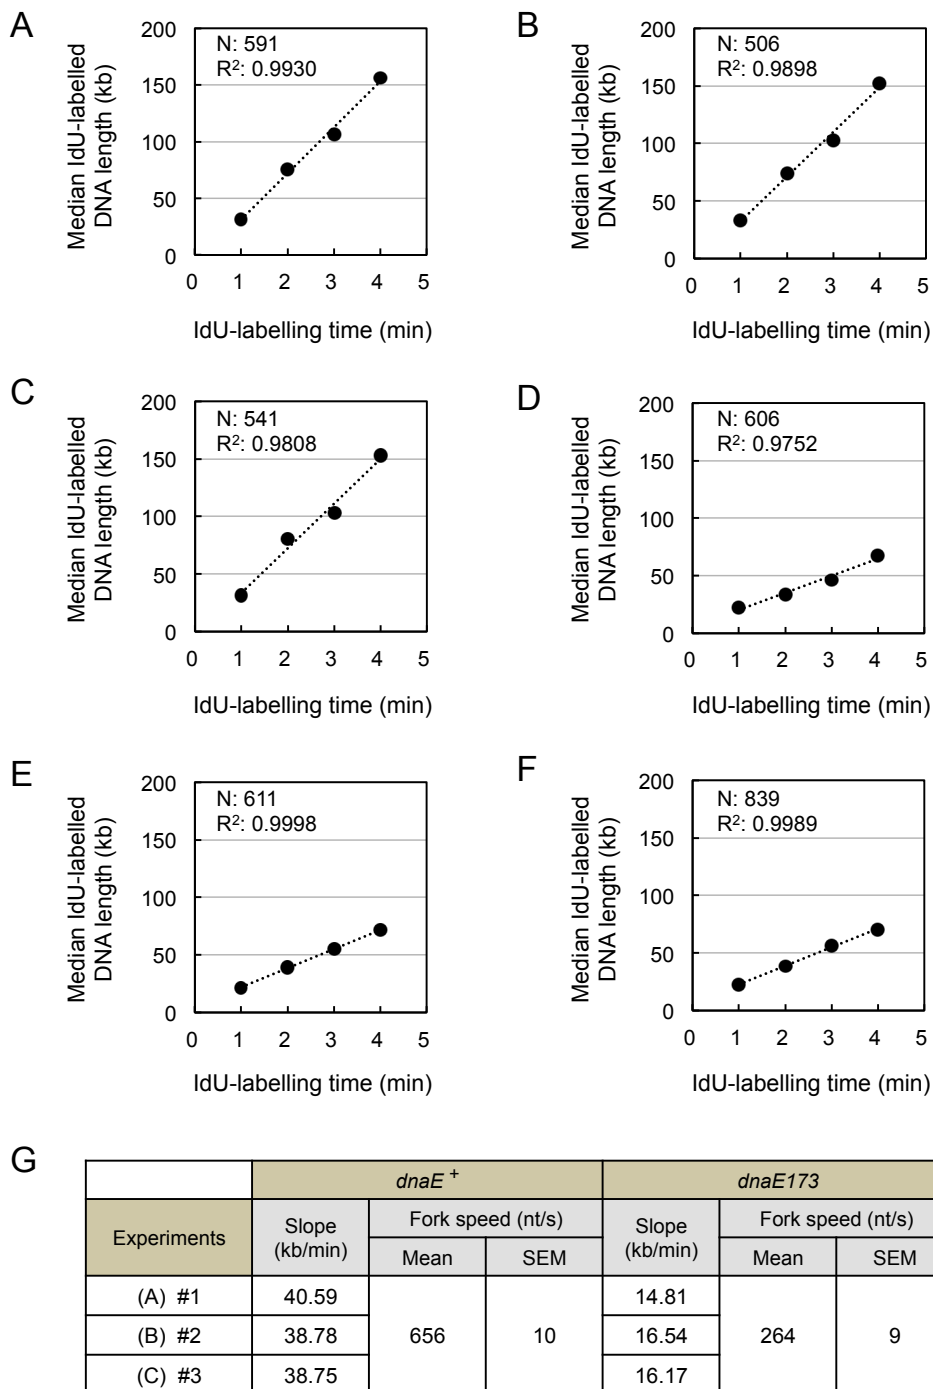 A
Median IdU-labelled
DNA length (kb)
200
150
100
50
0
N: 591
R²: 0.9930
0 1 2 3 4 5
IdU-labelling time (min)
B
Median IdU-labelled
DNA length (kb)
200
150
100
50
0
N: 506
R²: 0.9898
0 1 2 3 4 5
IdU-labelling time (min)
C
Median IdU-labelled
DNA length (kb)
200
150
100
50
0
N: 541
R²: 0.9808
0 1 2 3 4 5
IdU-labelling time (min)
D
Median IdU-labelled
DNA length (kb)
200
150
100
50
0
N: 606
R²: 0.9752
0 1 2 3 4 5
IdU-labelling time (min)
E
Median IdU-labelled
DNA length (kb)
200
150
100
50
0
N: 611
R²: 0.9998
0 1 2 3 4 5
IdU-labelling time (min)
F
Median IdU-labelled
DNA length (kb)
200
150
100
50
0
N: 839
R²: 0.9989
0 1 2 3 4 5
IdU-labelling time (min)
G
dnaE + dnaE173
Experiments Slope (kb/min) Fork speed (nt/s) Slope (kb/min) Fork speed (nt/s)
Mean SEM Mean SEM
(A) #1 40.59 14.81
(B) #2 38.78 656 10 16.54 264 9
(C) #3 38.75 16.17